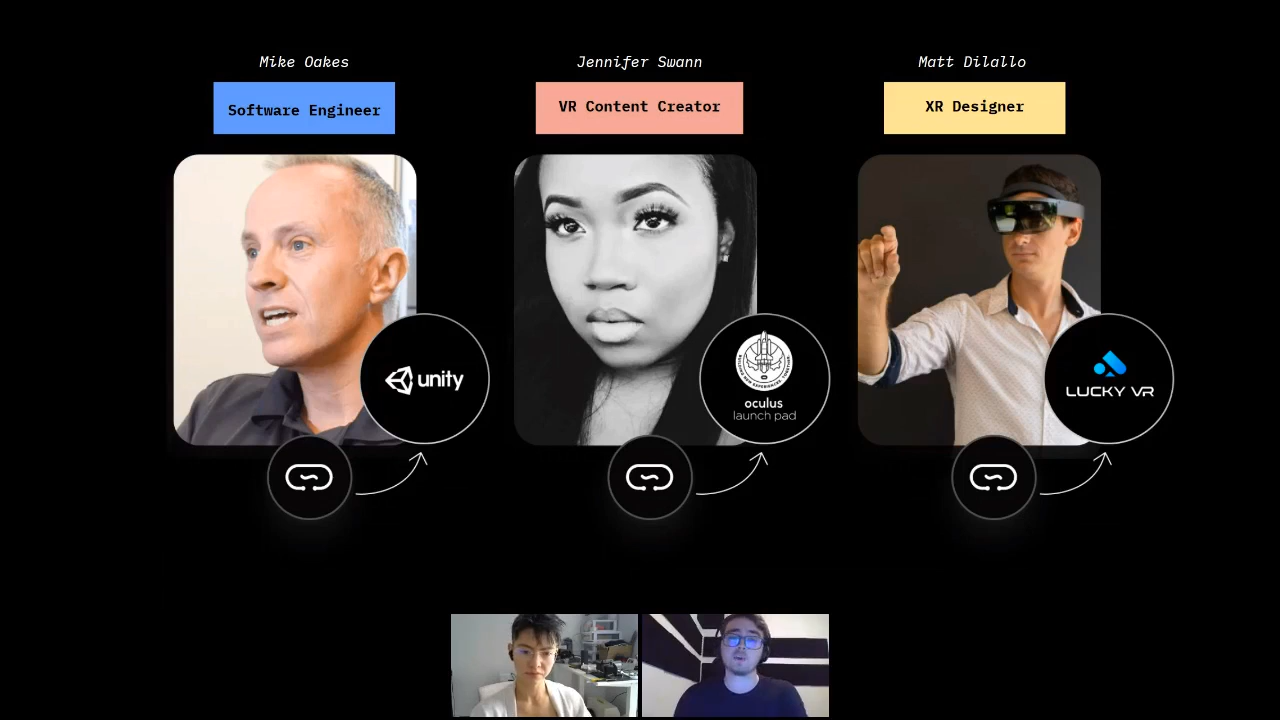 Mike Oakes
Software Engineer
unity
Jennifer Swann
VR Content Creator
oculus
launch pad
Matt Dilallo
XR Designer
LUCKY VR